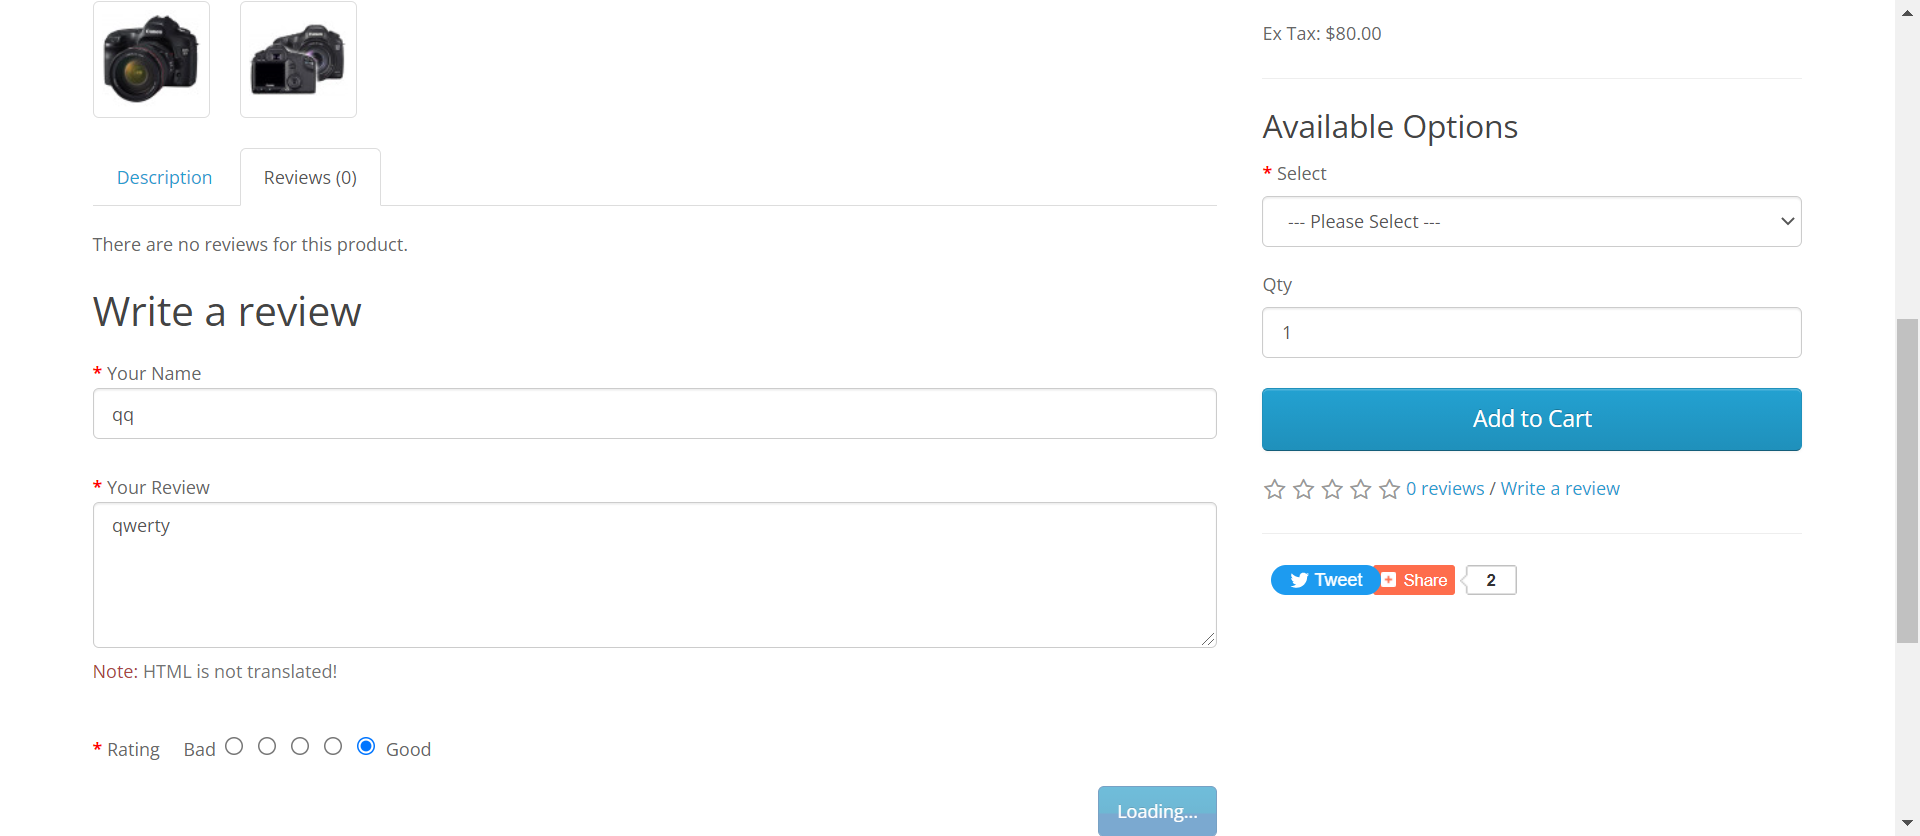 Description
Reviews (0)
There are no reviews for this product.
Write a review
* Your Name
qq
* Your Review
qwerty
Note: HTML is not translated!
* Rating Bad Good
Loading...
Ex Tax: $80.00
Available Options
* Select
--- Please Select ---
Qty
1
Add to Cart
0 reviews / Write a review
Tweet Share 2